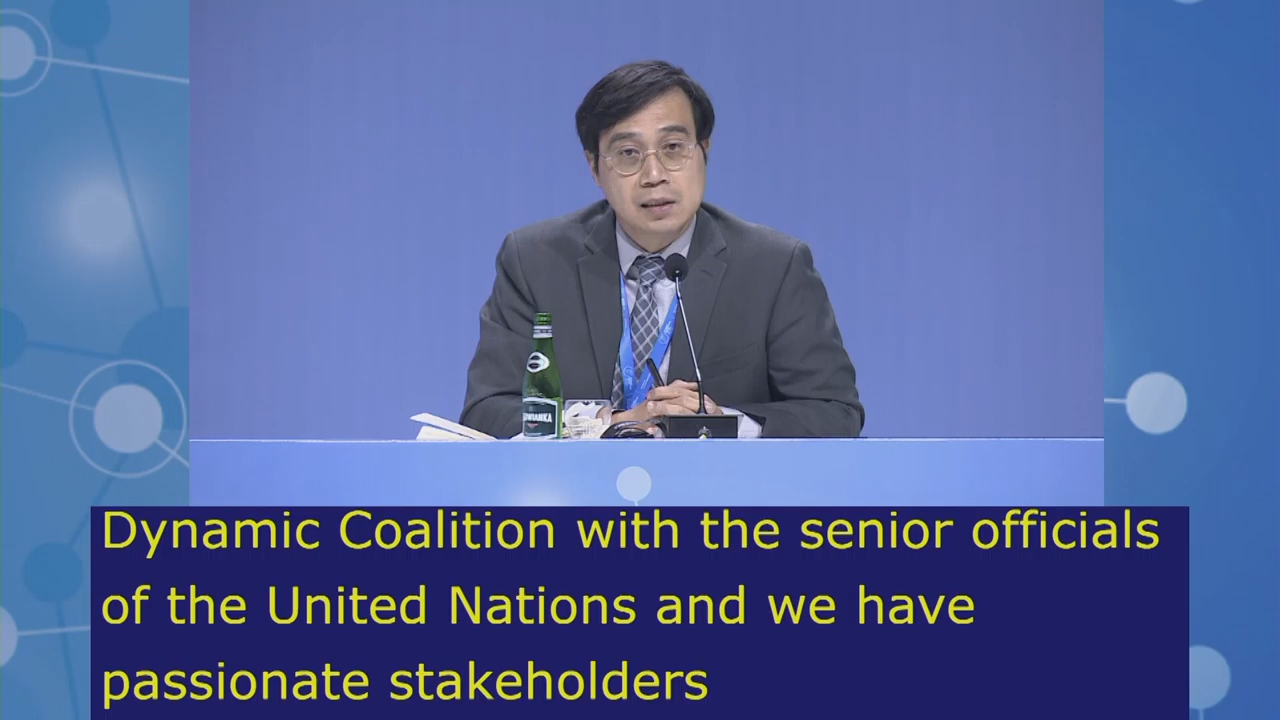 Dynamic Coalition with the senior officials
of the United Nations and we have
passionate stakeholders